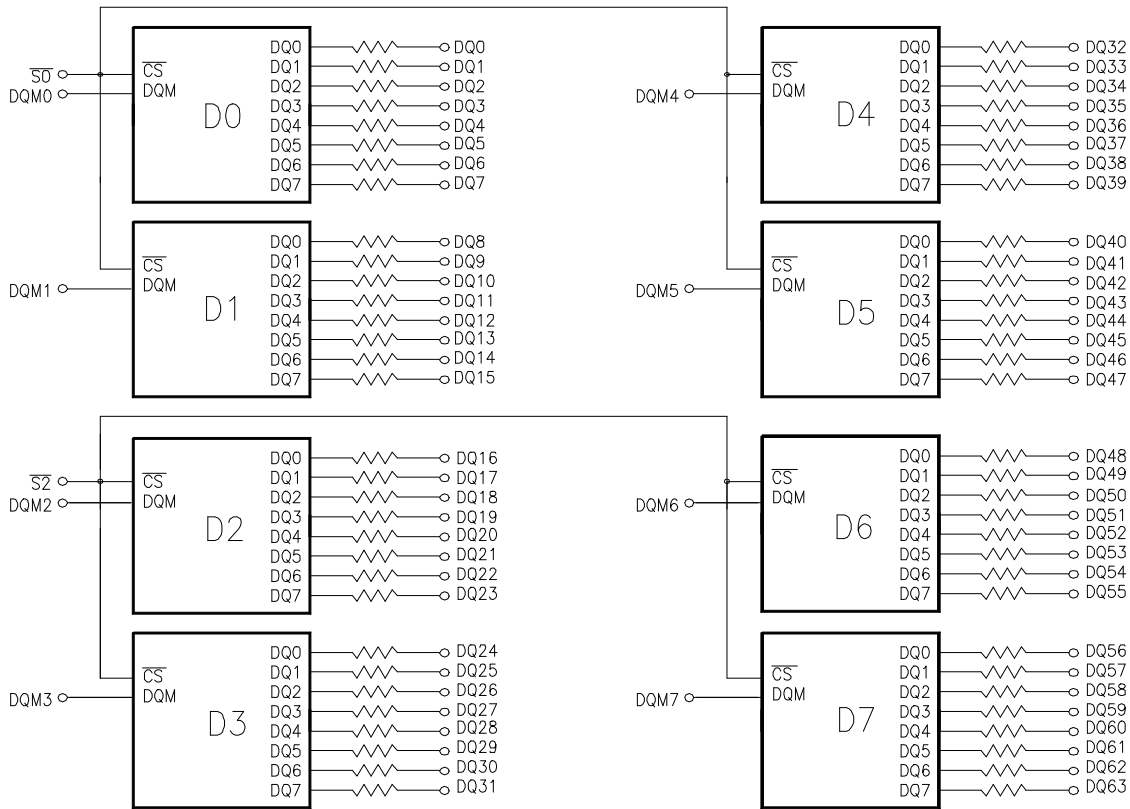 S0
DQM0
CS
DQM
D0
DQ0 DQ0
DQ1 DQ1
DQ2 DQ2
DQ3 DQ3
DQ4 DQ4
DQ5 DQ5
DQ6 DQ6
DQ7 DQ7
DQM1
CS
DQM
D1
DQ0 DQ8
DQ1 DQ9
DQ2 DQ10
DQ3 DQ11
DQ4 DQ12
DQ5 DQ13
DQ6 DQ14
DQ7 DQ15
S2
DQM2
CS
DQM
D2
DQ0 DQ16
DQ1 DQ17
DQ2 DQ18
DQ3 DQ19
DQ4 DQ20
DQ5 DQ21
DQ6 DQ22
DQ7 DQ23
DQM3
CS
DQM
D3
DQ0 DQ24
DQ1 DQ25
DQ2 DQ26
DQ3 DQ27
DQ4 DQ28
DQ5 DQ29
DQ6 DQ30
DQ7 DQ31
DQM4
CS
DQM
D4
DQ0 DQ32
DQ1 DQ33
DQ2 DQ34
DQ3 DQ35
DQ4 DQ36
DQ5 DQ37
DQ6 DQ38
DQ7 DQ39
DQM5
CS
DQM
D5
DQ0 DQ40
DQ1 DQ41
DQ2 DQ42
DQ3 DQ43
DQ4 DQ44
DQ5 DQ45
DQ6 DQ46
DQ7 DQ47
DQM6
CS
DQM
D6
DQ0 DQ48
DQ1 DQ49
DQ2 DQ50
DQ3 DQ51
DQ4 DQ52
DQ5 DQ53
DQ6 DQ54
DQ7 DQ55
DQM7
CS
DQM
D7
DQ0 DQ56
DQ1 DQ57
DQ2 DQ58
DQ3 DQ59
DQ4 DQ60
DQ5 DQ61
DQ6 DQ62
DQ7 DQ63